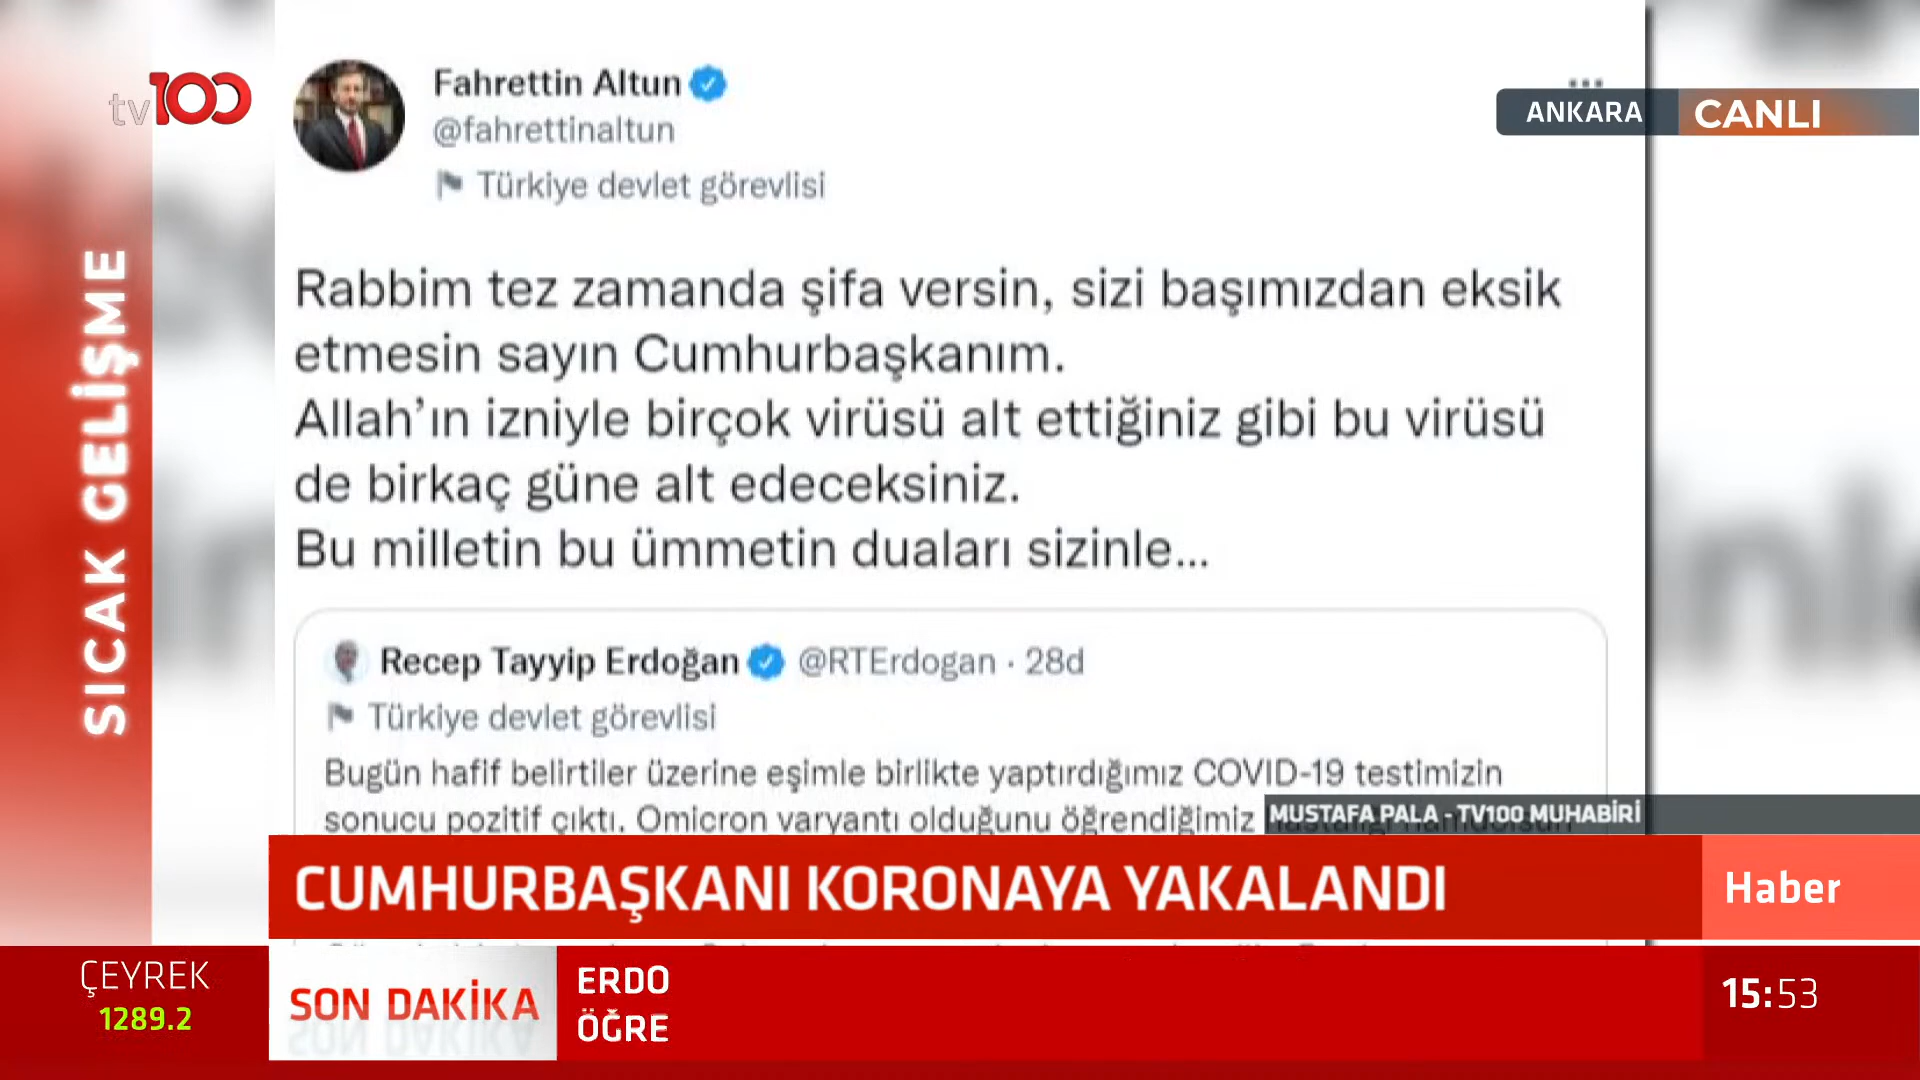 tv100
Fahrettin Altun
@fahrettinaltun
Türkiye devlet görevlisi
ANKARA
CANLI
SICAK GELİŞME
Rabbim tez zamanda şifa versin, sizi başımızdan eksik
etmesin sayın Cumhurbaşkanım.
Allah'ın izniyle birçok virüsü alt ettiğiniz gibi bu virüsü
de birkaç güne alt edeceksiniz.
Bu milletin bu ümmetin duaları sizinle...
Recep Tayyip Erdoğan @RTErdogan · 28d
Türkiye devlet görevlisi
Bugün hafif belirtiler üzerine eşimle birlikte yaptırdığımız COVID-19 testimizin
sonucu pozitif çıktı. Omicron varyantı olduğunu öğrendiğimiz
MUSTAFA PALA - TV100 MUHABİRİ
CUMHURBAŞKANI KORONAYA YAKALANDI
Haber
ÇEYREK
1289.2
SON DAKİKA
ERDO
ÖĞRE
15:53